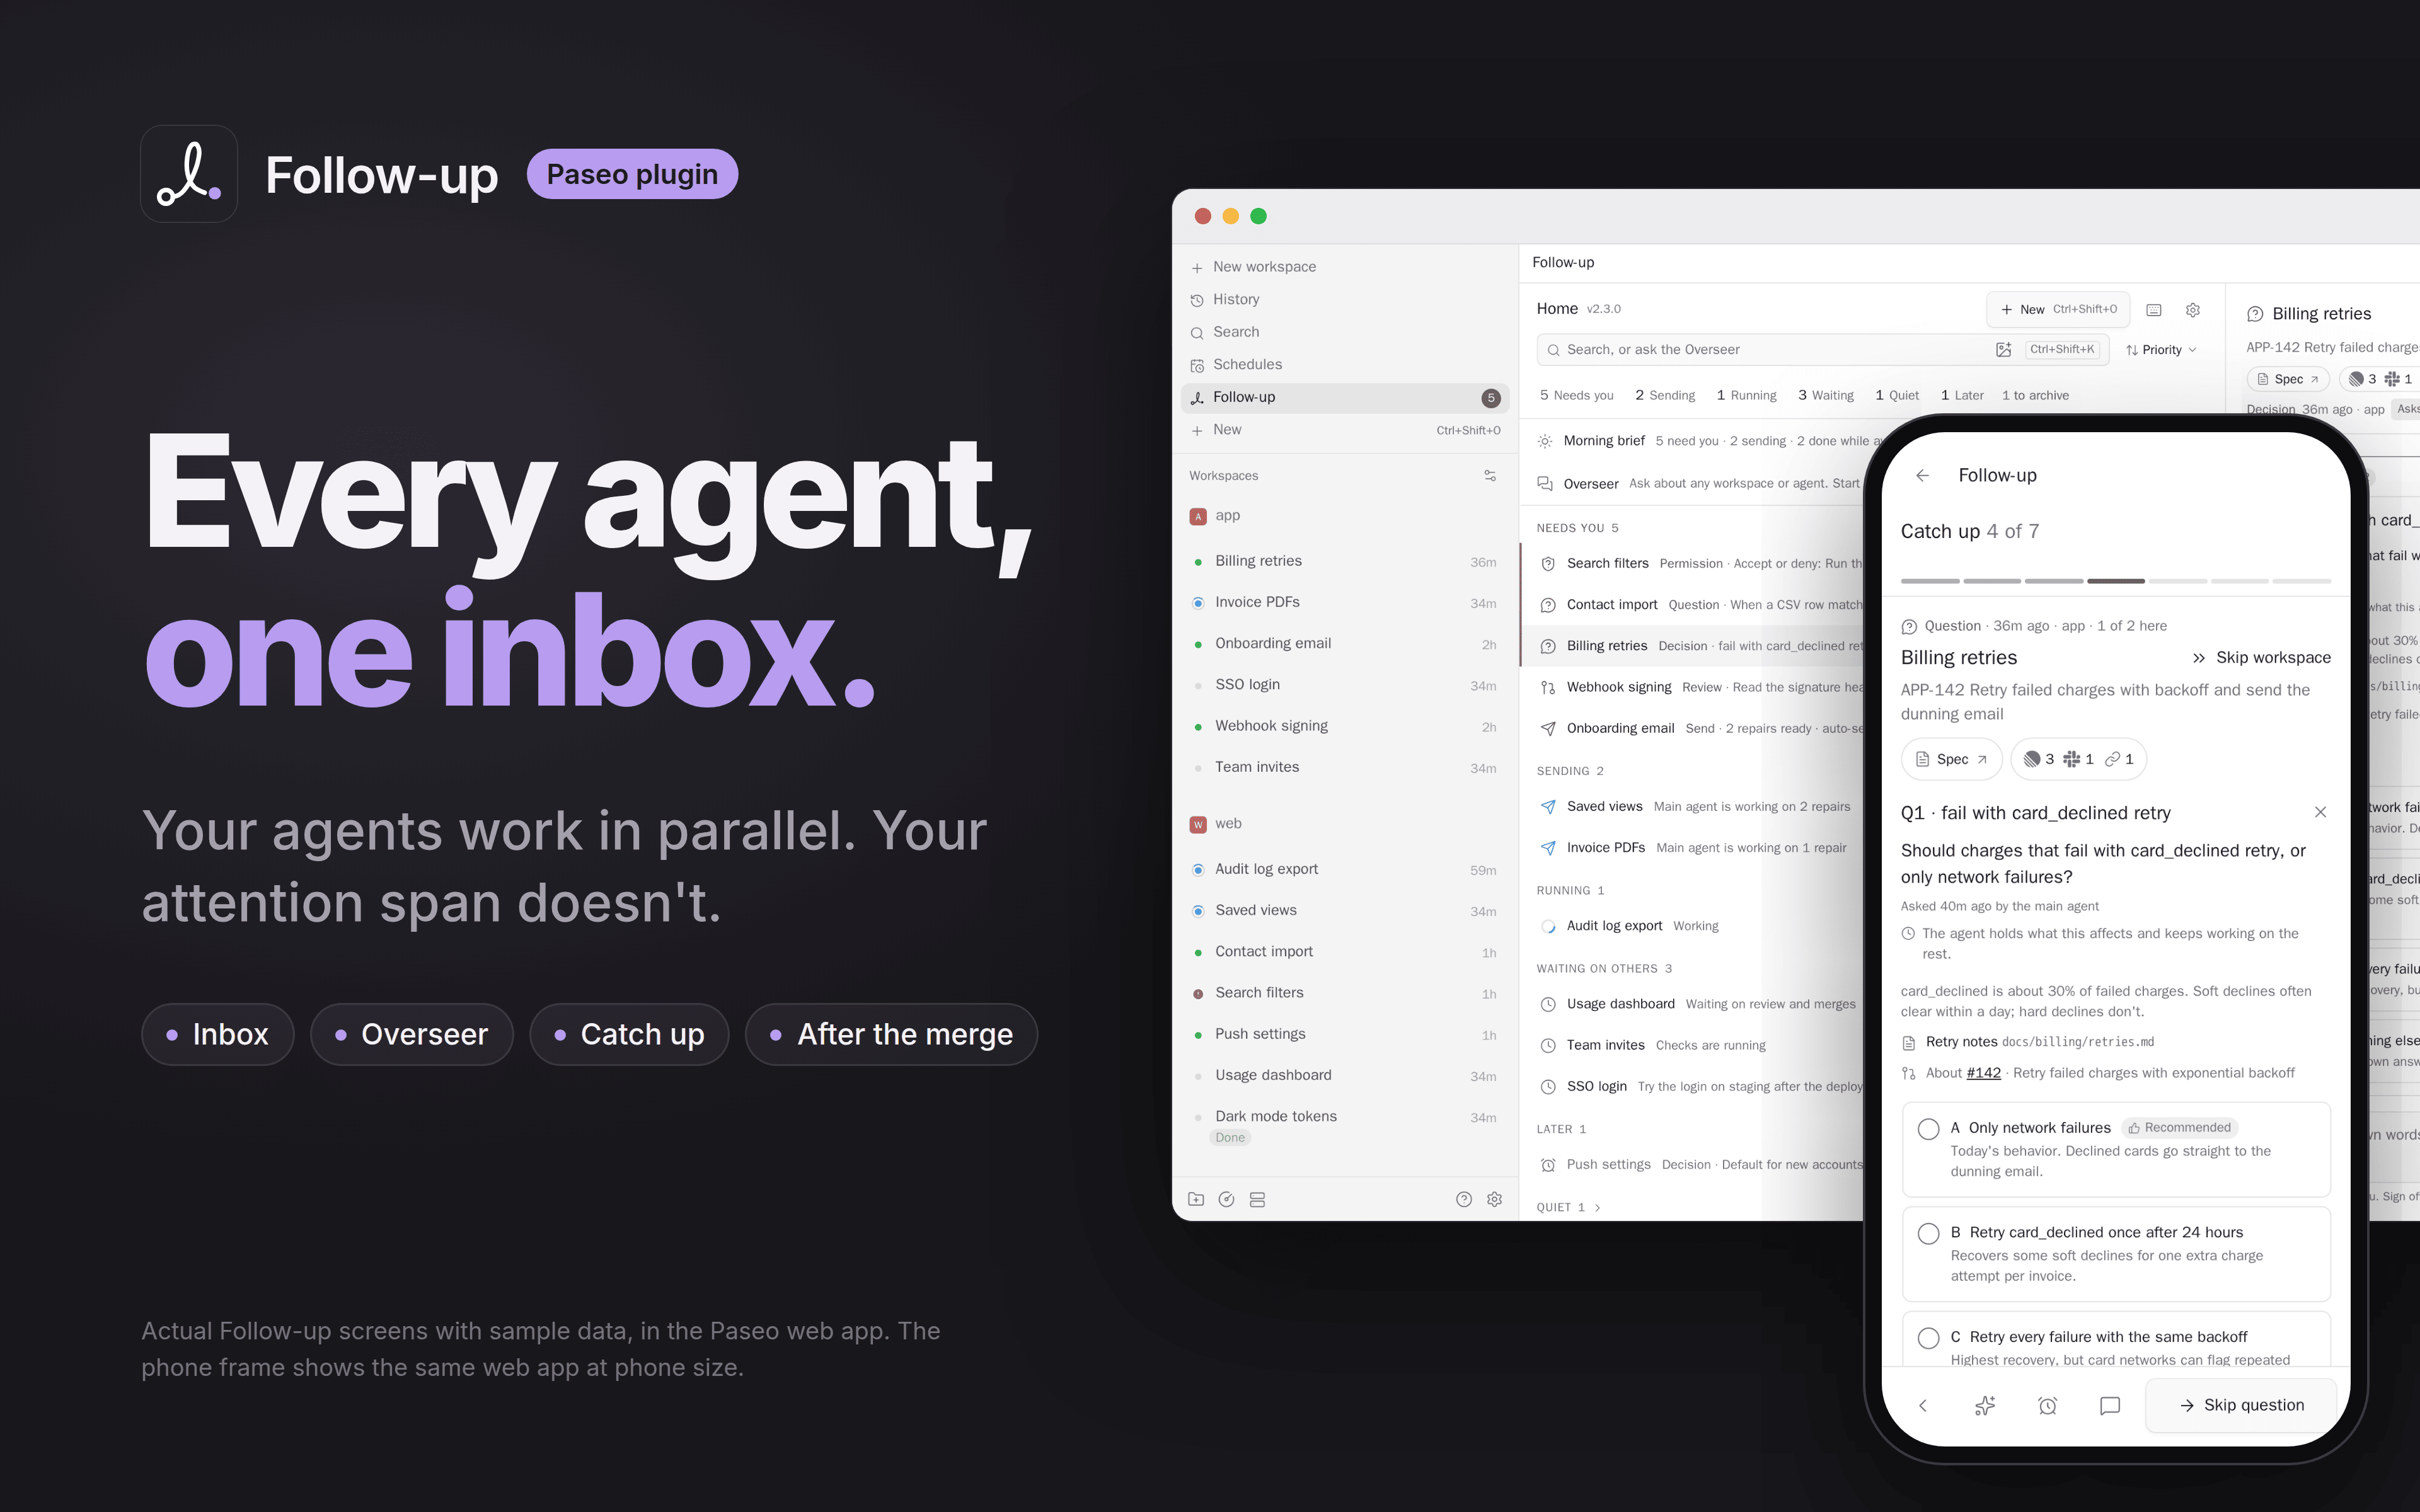 Follow-up
Paseo plugin
Every agent,
one inbox.
Your agents work in parallel. Your
attention span doesn't.
Inbox
Overseer
Catch up
After the merge
Actual Follow-up screens with sample data, in the Paseo web app. The
phone frame shows the same web app at phone size.
New workspace
History
Search
Schedules
Follow-up 5
New Ctrl+Shift+O
Workspaces
A app
Billing retries 36m
Invoice PDFs 34m
Onboarding email 2h
SSO login 34m
Webhook signing 2h
Team invites 34m
W web
Audit log export 59m
Saved views 34m
Contact import 1h
Search filters 1h
Push settings 1h
Usage dashboard 34m
Dark mode tokens 34m
Done
Follow-up
Home v2.3.0
New Ctrl+Shift+O
Search, or ask the Overseer Ctrl+Shift+K
Priority
5 Needs you 2 Sending 1 Running 3 Waiting 1 Quiet 1 Later 1 to archive
Morning brief 5 need you · 2 sending · 2 done while
Overseer Ask about any workspace or agent. Start
NEEDS YOU 5
Search filters Permission · Accept or deny: Run
Contact import Question · When a CSV row match
Billing retries Decision · fail with card_declined
Webhook signing Review · Read the signature
Onboarding email Send · 2 repairs ready ·
SENDING 2
Saved views Main agent is working on 2 repairs
Invoice PDFs Main agent is working on 1 repair
RUNNING 1
Audit log export Working
WAITING ON OTHERS 3
Usage dashboard Waiting on review and merges
Team invites Checks are running
SSO login Try the login on staging after the deploy
LATER 1
Push settings Decision · Default for new accounts
QUIET 1
Billing retries
APP-142 Retry failed
Spec 3 1
Decision 36m ago · app
Follow-up
Catch up 4 of 7
Question · 36m ago · app · 1 of 2 here
Billing retries
Skip workspace
APP-142 Retry failed charges with backoff and send the
dunning email
Spec 3 1 1
Q1 · fail with card_declined retry
Should charges that fail with card_declined retry, or
only network failures?
Asked 40m ago by the main agent
The agent holds what this affects and keeps working on the
rest.
card_declined is about 30% of failed charges. Soft declines often
clear within a day; hard declines don't.
Retry notes docs/billing/retries.md
About #142 · Retry failed charges with exponential backoff
A Only network failures Recommended
Today's behavior. Declined cards go straight to the
dunning email.
B Retry card_declined once after 24 hours
Recovers some soft declines for one extra charge
attempt per invoice.
C Retry every failure with the same backoff
Highest recovery, but card networks can flag repeated
Skip question